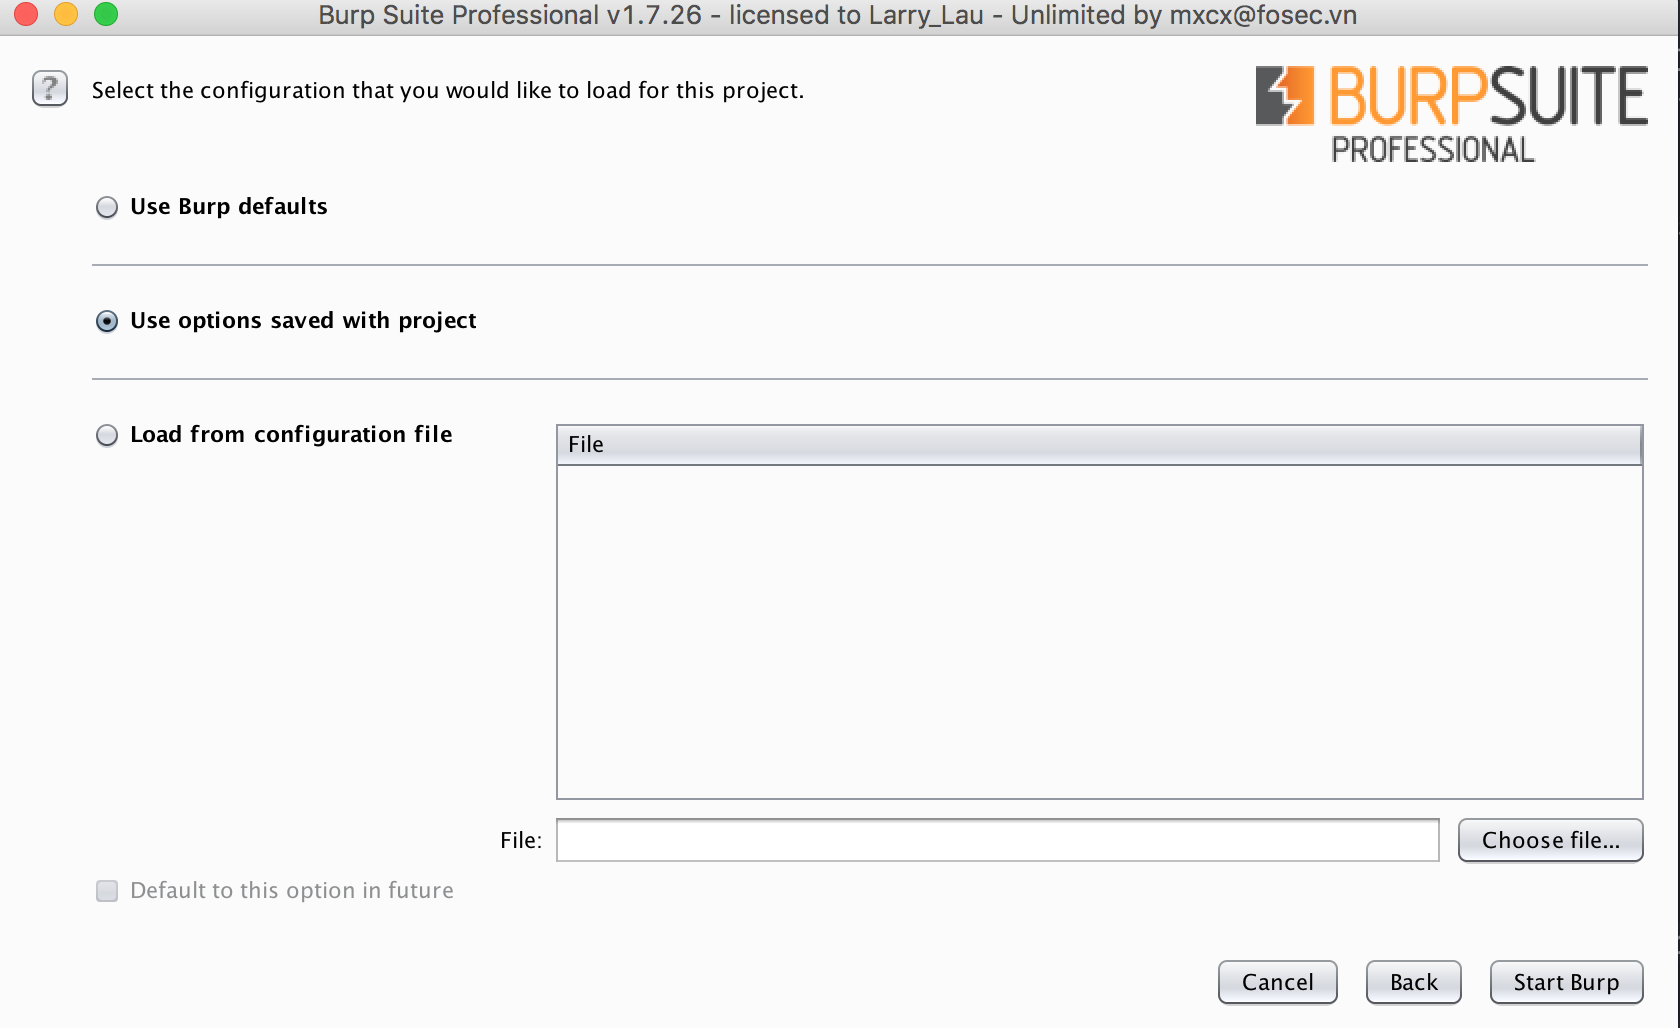 Burp Suite Professional v1.7.26 - licensed to Larry_Lau - Unlimited by mxcx@fosec.vn
?
Select the configuration that you would like to load for this project.
BURPSUITE
PROFESSIONAL
Use Burp defaults
Use options saved with project
Load from configuration file
File
File:
Choose file...
Default to this option in future
Cancel
Back
Start Burp